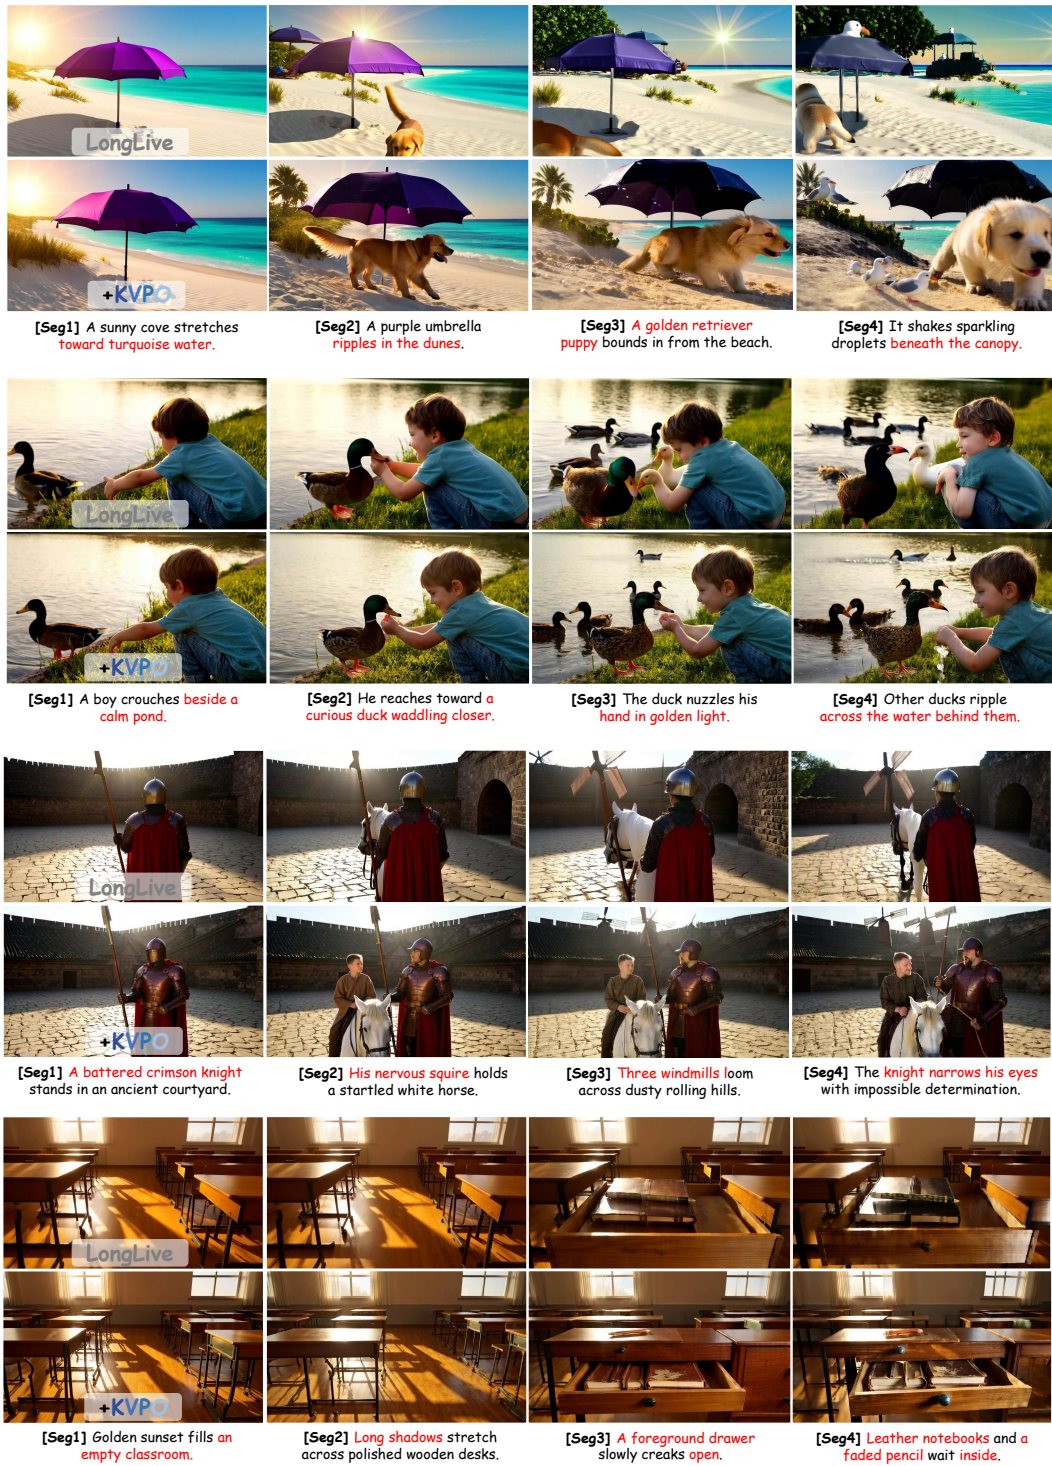 LongLive
+KVPO
[Seg1] A sunny cove stretches
toward turquoise water.
[Seg2] A purple umbrella
ripples in the dunes.
[Seg3] A golden retriever
puppy bounds in from the beach.
[Seg4] It shakes sparkling
droplets beneath the canopy.
LongLive
+KVPO
[Seg1] A boy crouches beside a
calm pond.
[Seg2] He reaches toward a
curious duck waddling closer.
[Seg3] The duck nuzzles his
hand in golden light.
[Seg4] Other ducks ripple
across the water behind them.
LongLive
+KVPO
[Seg1] A battered crimson knight
stands in an ancient courtyard.
[Seg2] His nervous squire holds
a startled white horse.
[Seg3] Three windmills loom
across dusty rolling hills.
[Seg4] The knight narrows his eyes
with impossible determination.
LongLive
+KVPO
[Seg1] Golden sunset fills an
empty classroom.
[Seg2] Long shadows stretch
across polished wooden desks.
[Seg3] A foreground drawer
slowly creaks open.
[Seg4] Leather notebooks and a
faded pencil wait inside.